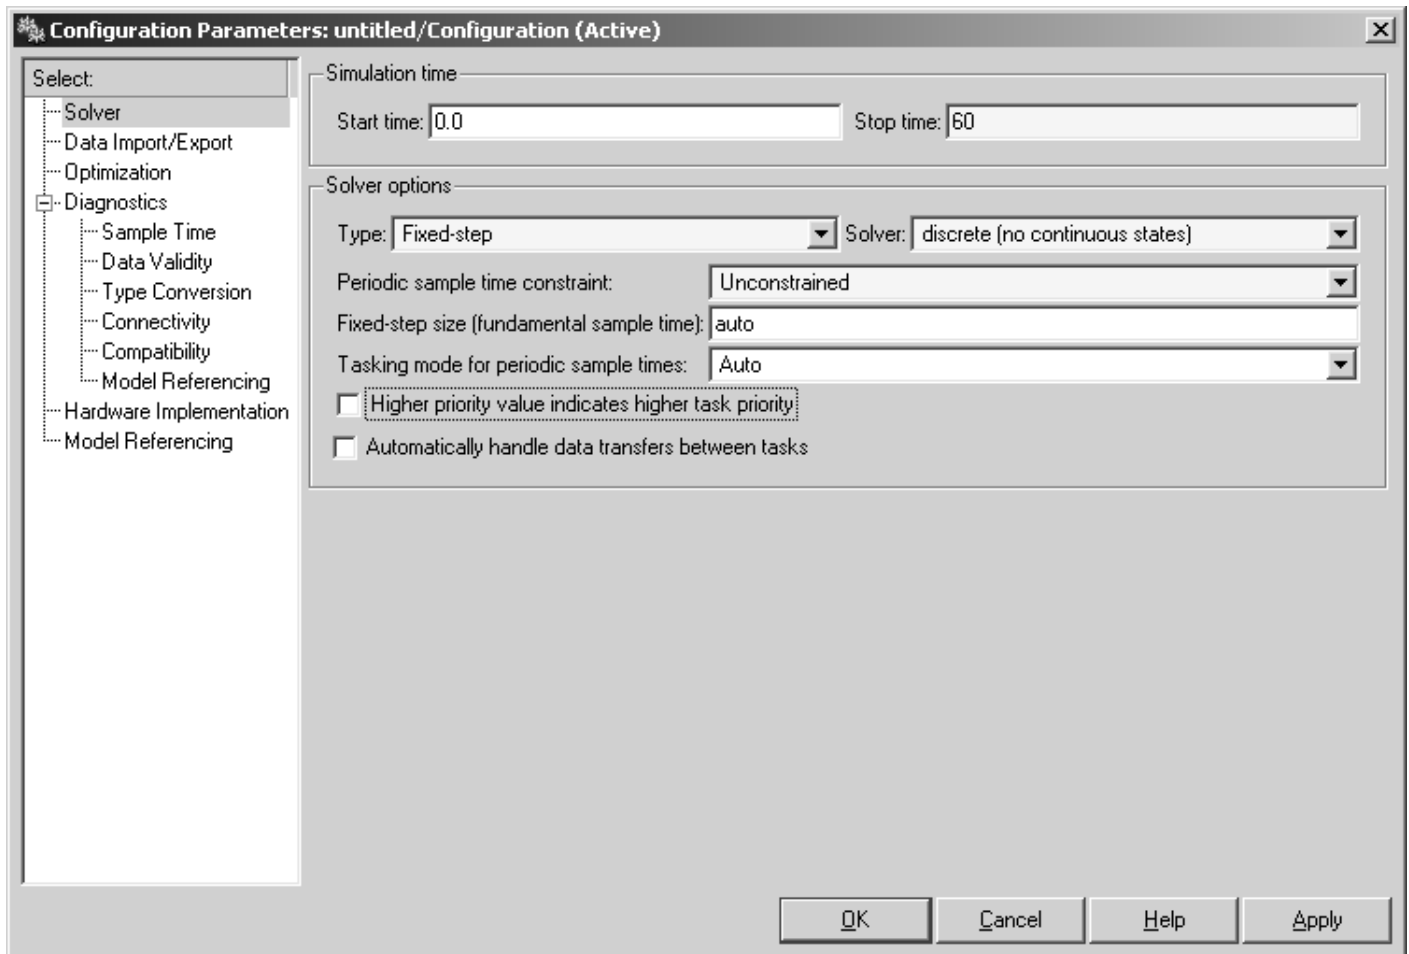 Configuration Parameters: untitled/Configuration (Active)
Select:
Solver
Data Import/Export
Optimization
Diagnostics
Sample Time
Data Validity
Type Conversion
Connectivity
Compatibility
Model Referencing
Hardware Implementation
Model Referencing
Simulation time
Start time: 0.0 Stop time: 60
Solver options
Type: Fixed-step Solver: discrete (no continuous states)
Periodic sample time constraint: Unconstrained
Fixed-step size (fundamental sample time): auto
Tasking mode for periodic sample times: Auto
Higher priority value indicates higher task priority
Automatically handle data transfers between tasks
OK Cancel Help Apply